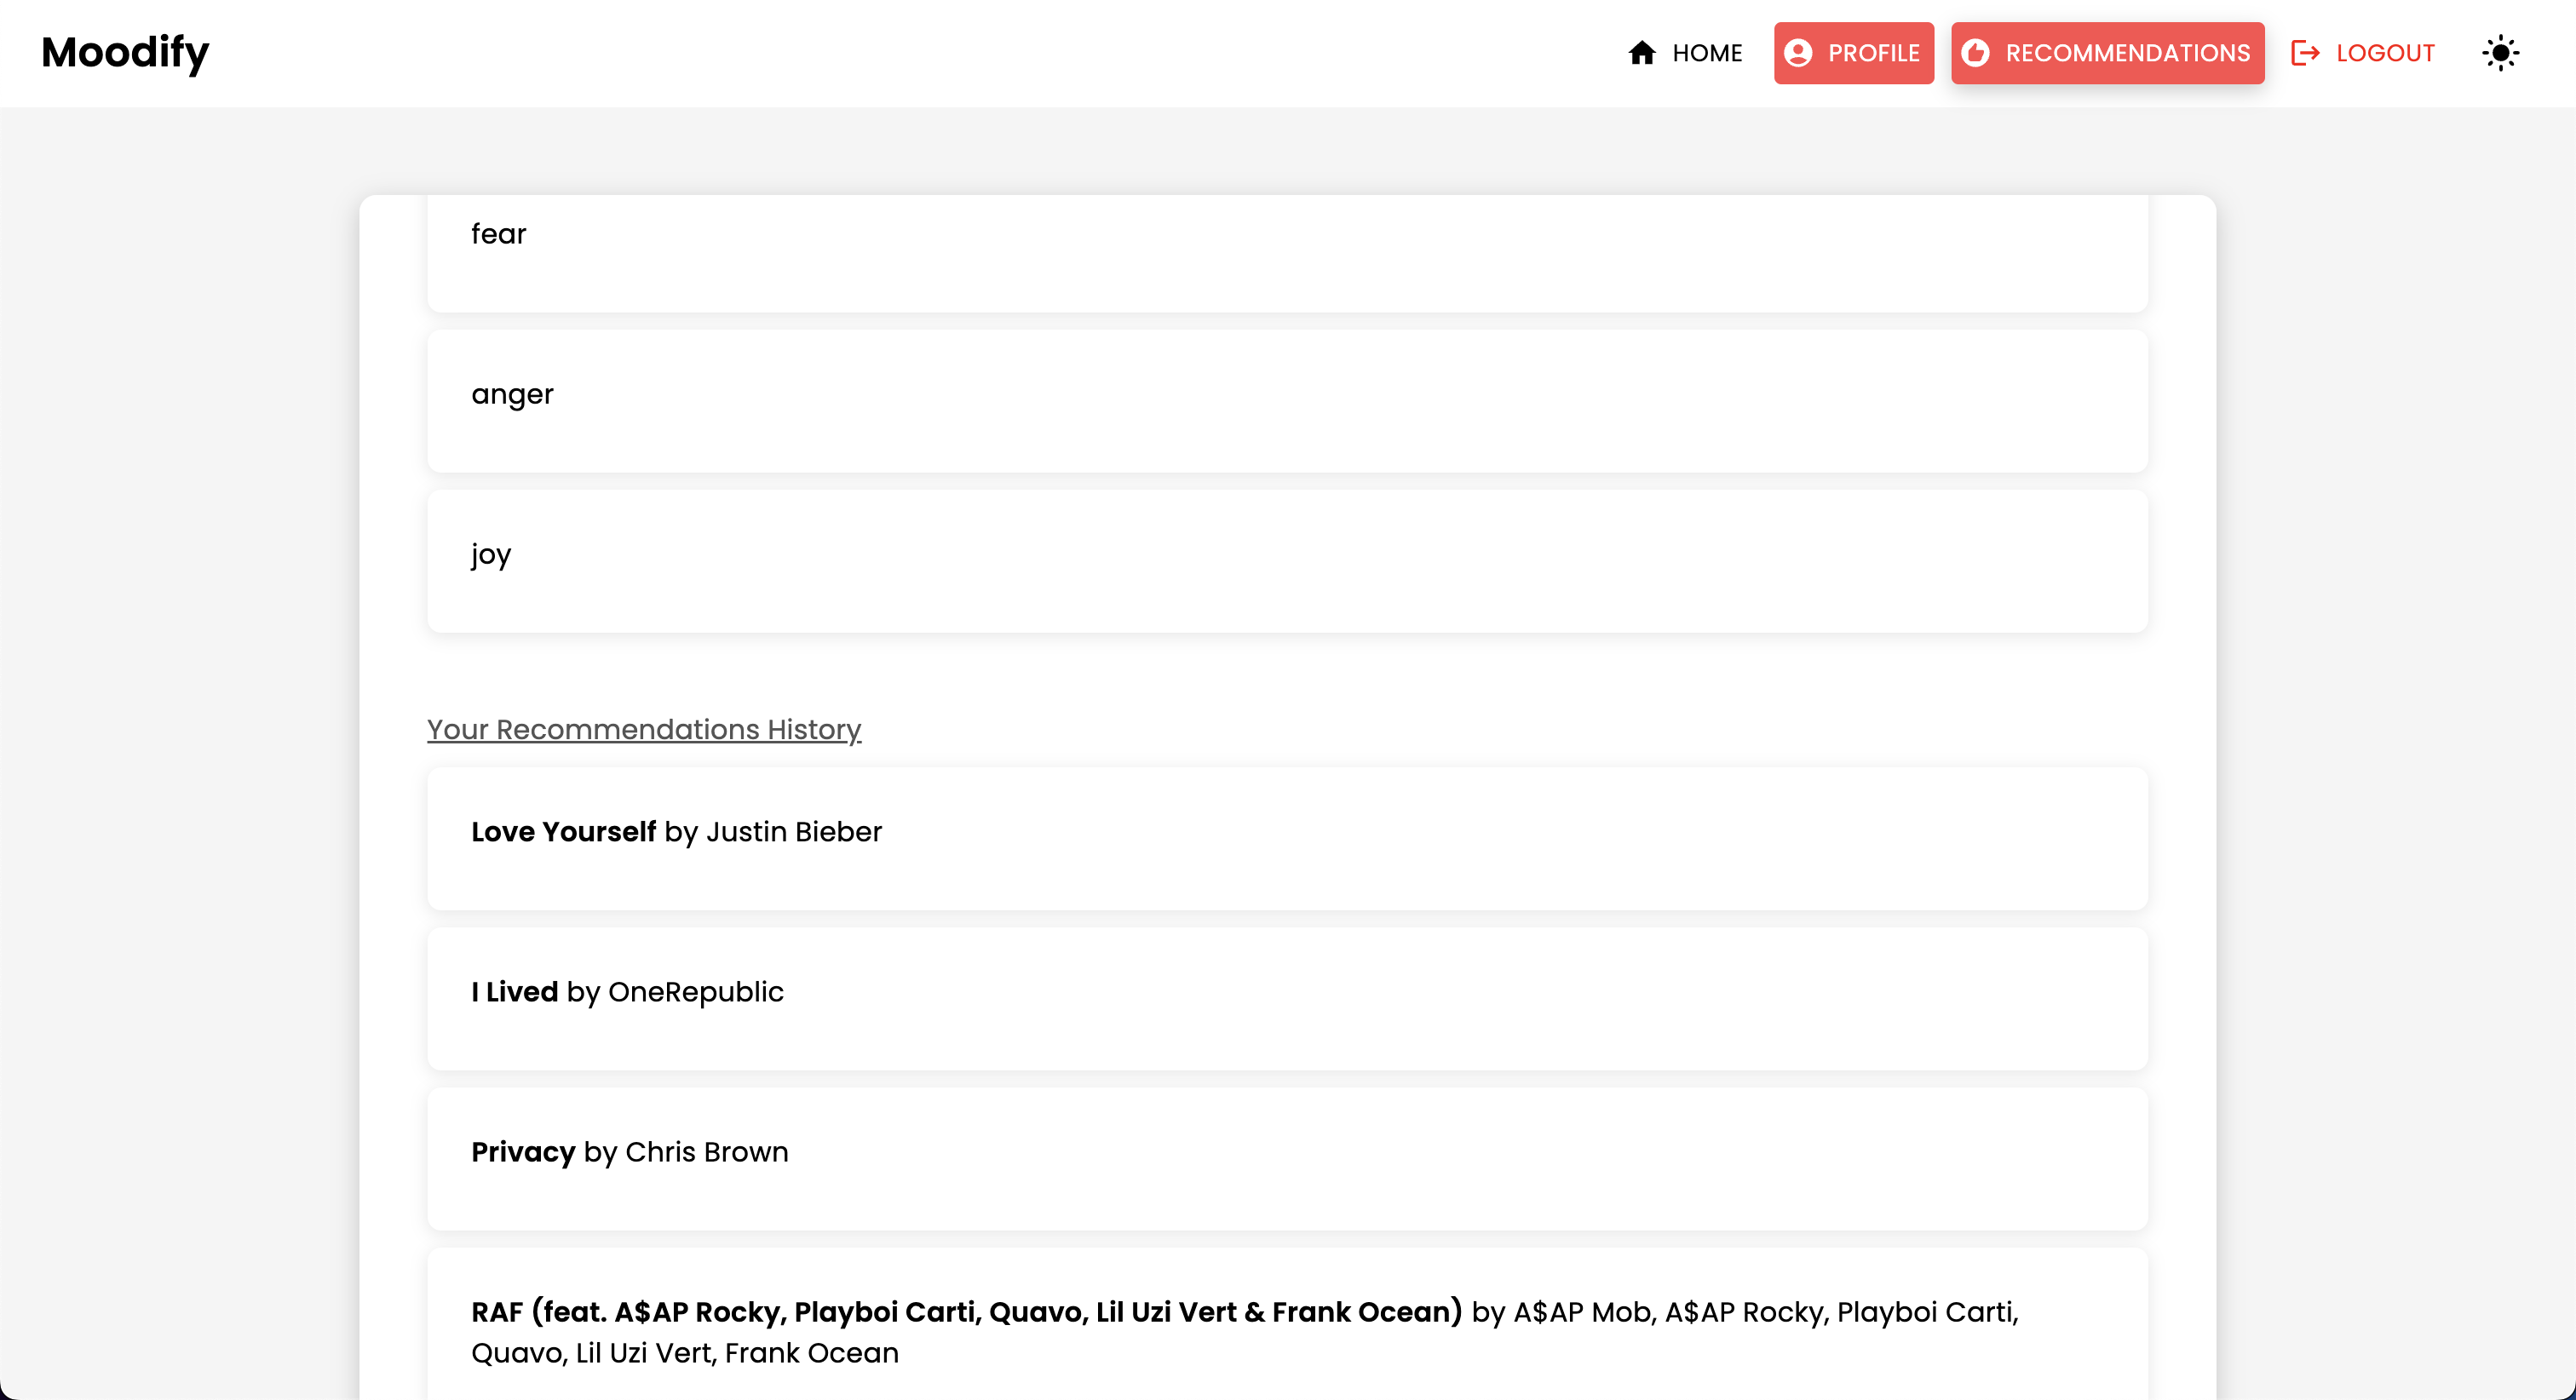 Moodify
HOME
PROFILE
RECOMMENDATIONS
LOGOUT
fear
anger
joy
Your Recommendations History
Love Yourself by Justin Bieber
I Lived by OneRepublic
Privacy by Chris Brown
RAF (feat. A$AP Rocky, Playboi Carti, Quavo, Lil Uzi Vert & Frank Ocean) by A$AP Mob, A$AP Rocky, Playboi Carti,
Quavo, Lil Uzi Vert, Frank Ocean